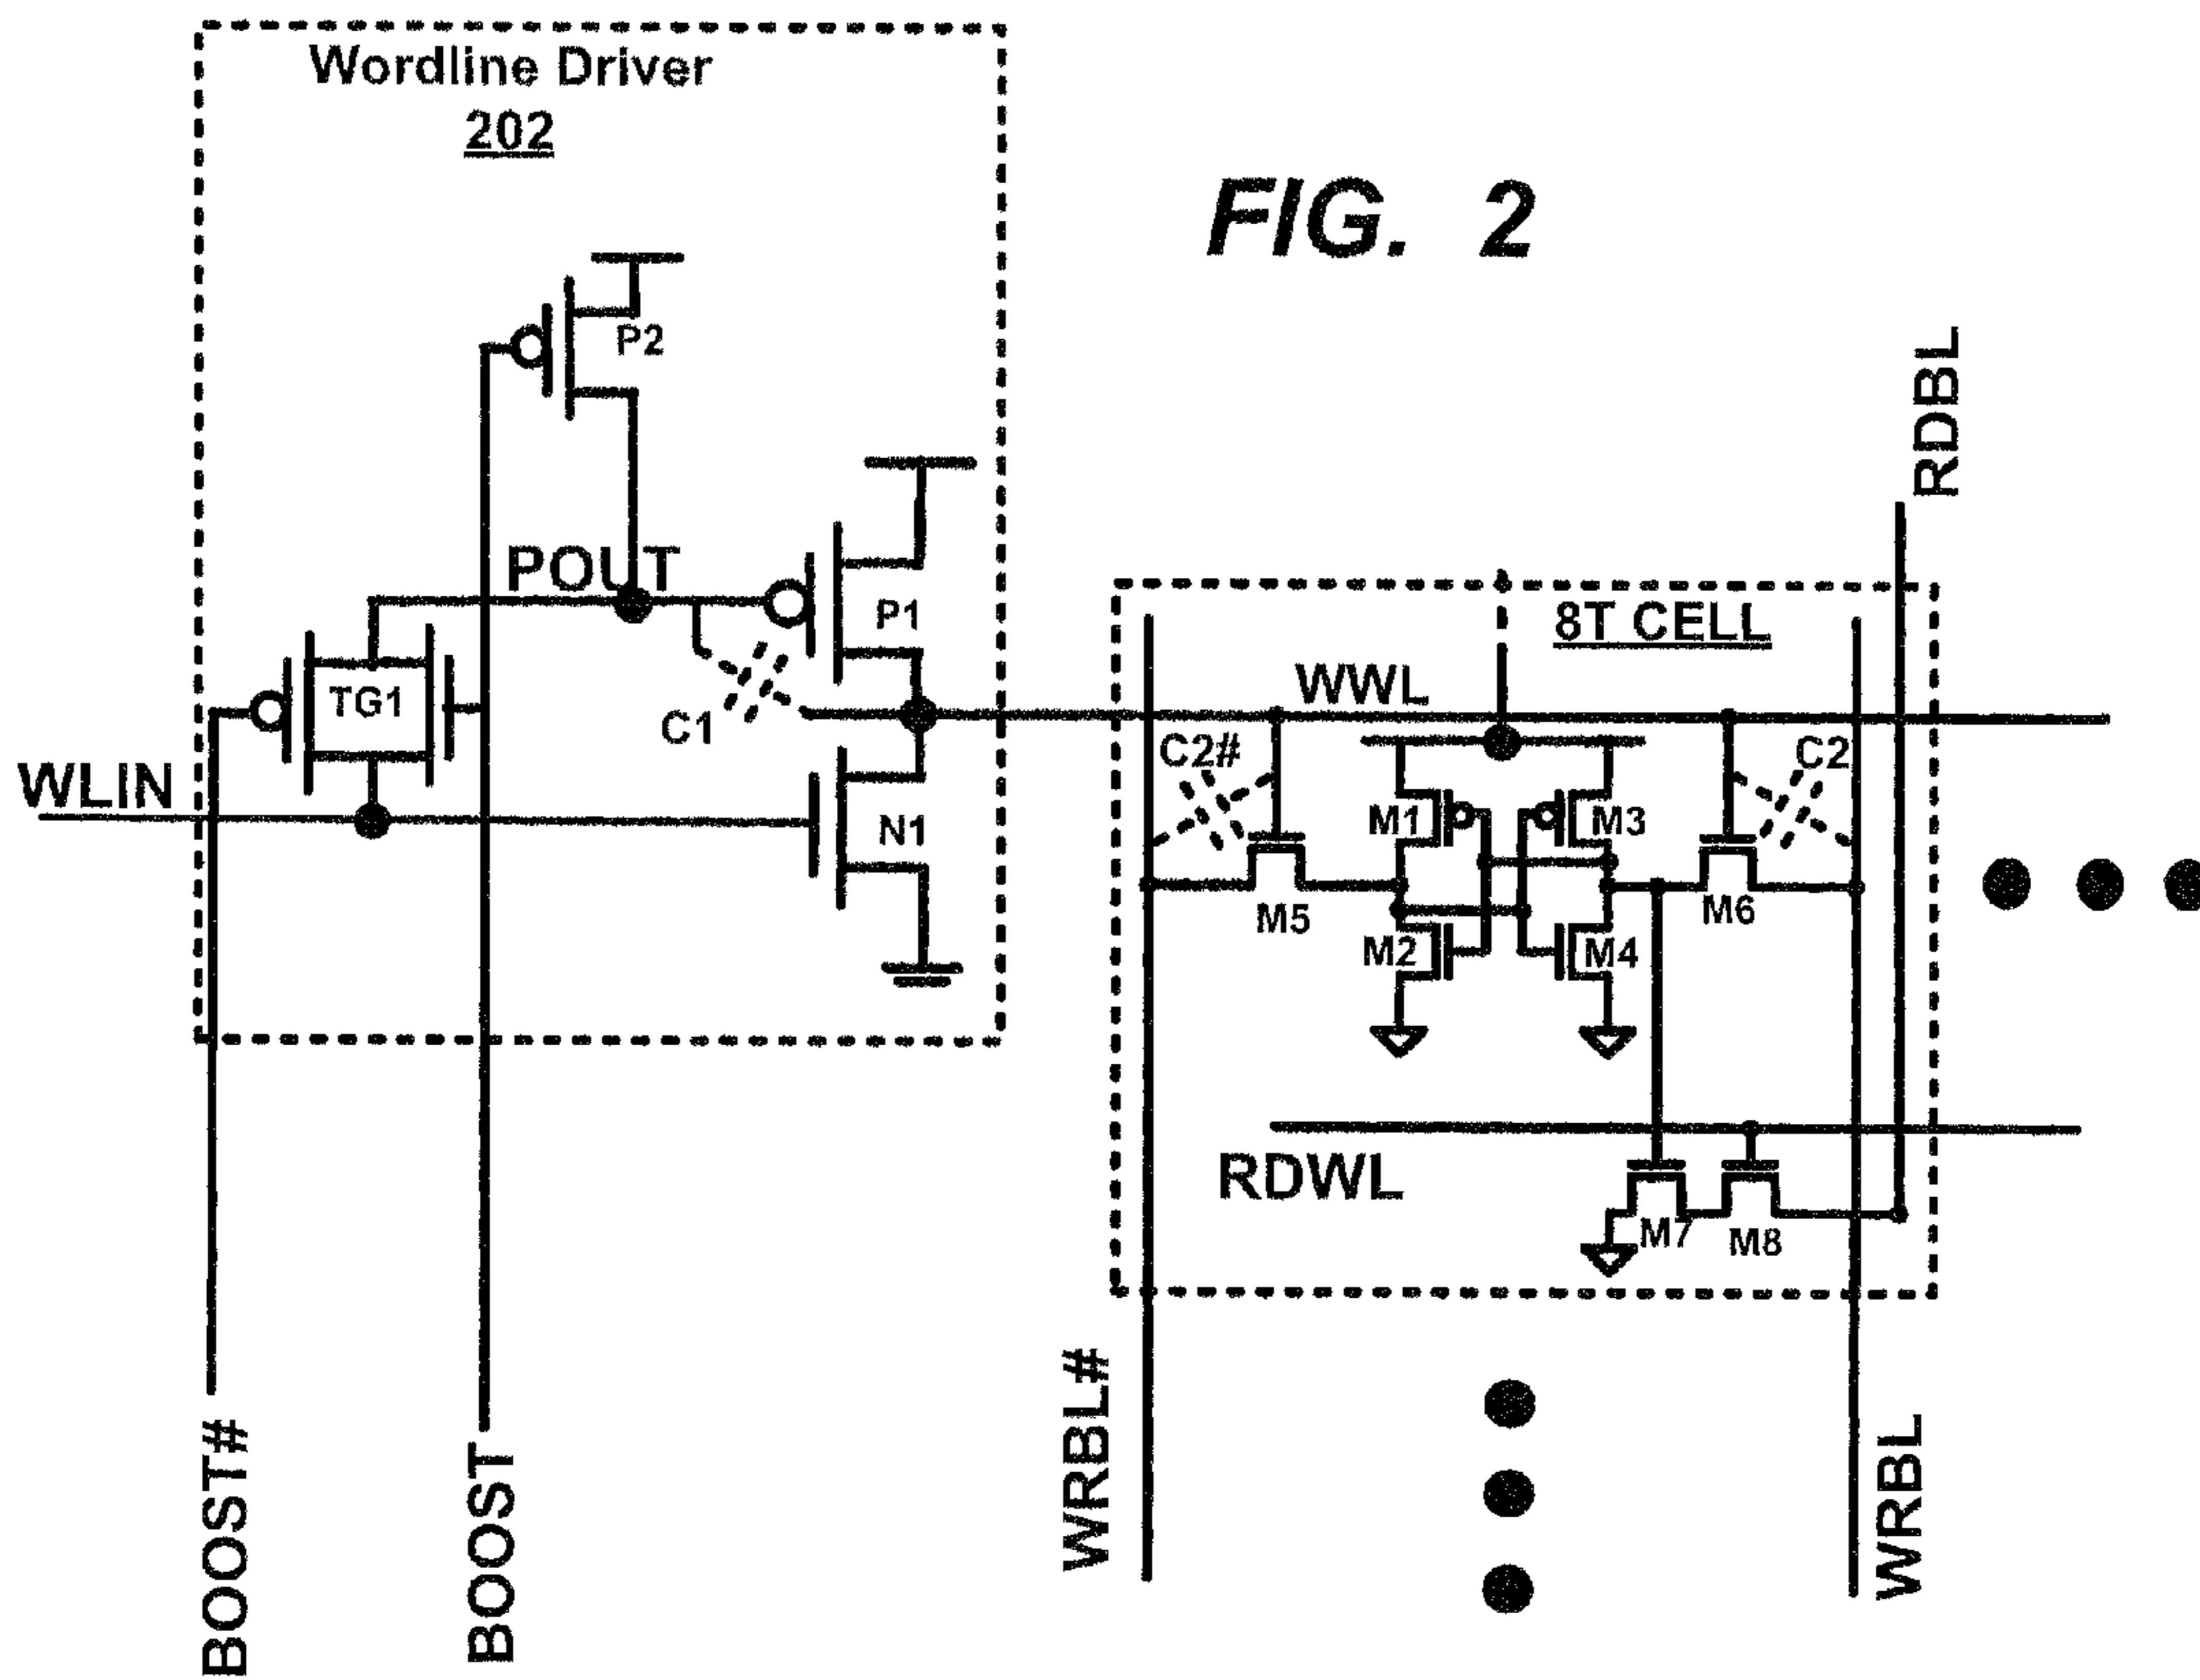 Wordline Driver
202
FIG. 2
P2
RDBL
POUT
P1
8T CELL
TG1
C1
WWL
C2#
C2
WLIN
N1
M1
M3
M5
M2
M4
M6
RDWL
M7
M8
BOOST#
BOOST
WRBL#
WRBL